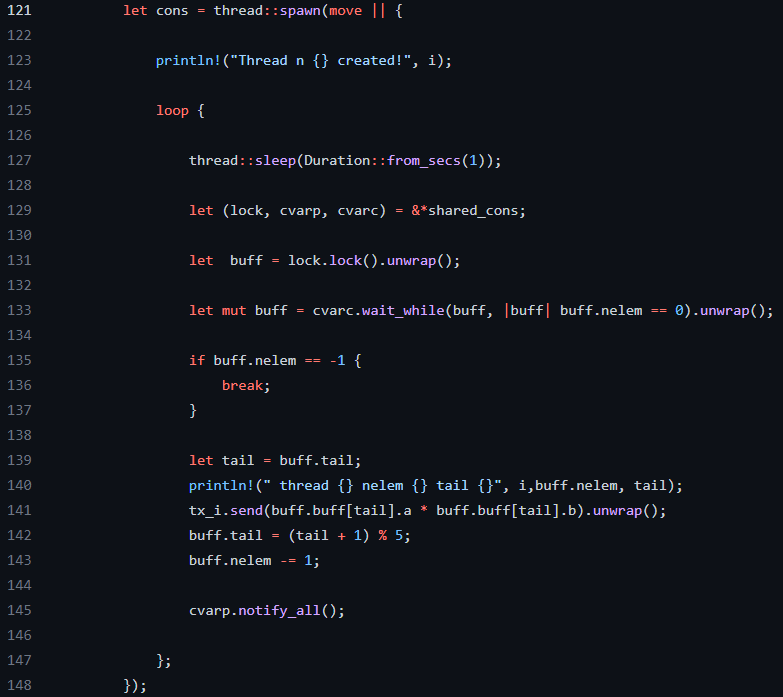 121 let cons = thread::spawn(move || {
122
123 println!("Thread n {} created!", i);
124
125 loop {
126
127 thread::sleep(Duration::from_secs(1));
128
129 let (lock, cvarp, cvarc) = &*shared_cons;
130
131 let  buff = lock.lock().unwrap();
132
133 let mut buff = cvarc.wait_while(buff, |buff| buff.nelem == 0).unwrap();
134
135 if buff.nelem == -1 {
136 break;
137 }
138
139 let tail = buff.tail;
140 println!(" thread {} nelem {} tail {}", i,buff.nelem, tail);
141 tx_i.send(buff.buff[tail].a * buff.buff[tail].b).unwrap();
142 buff.tail = (tail + 1) % 5;
143 buff.nelem -= 1;
144
145 cvarp.notify_all();
146
147 };
148 });